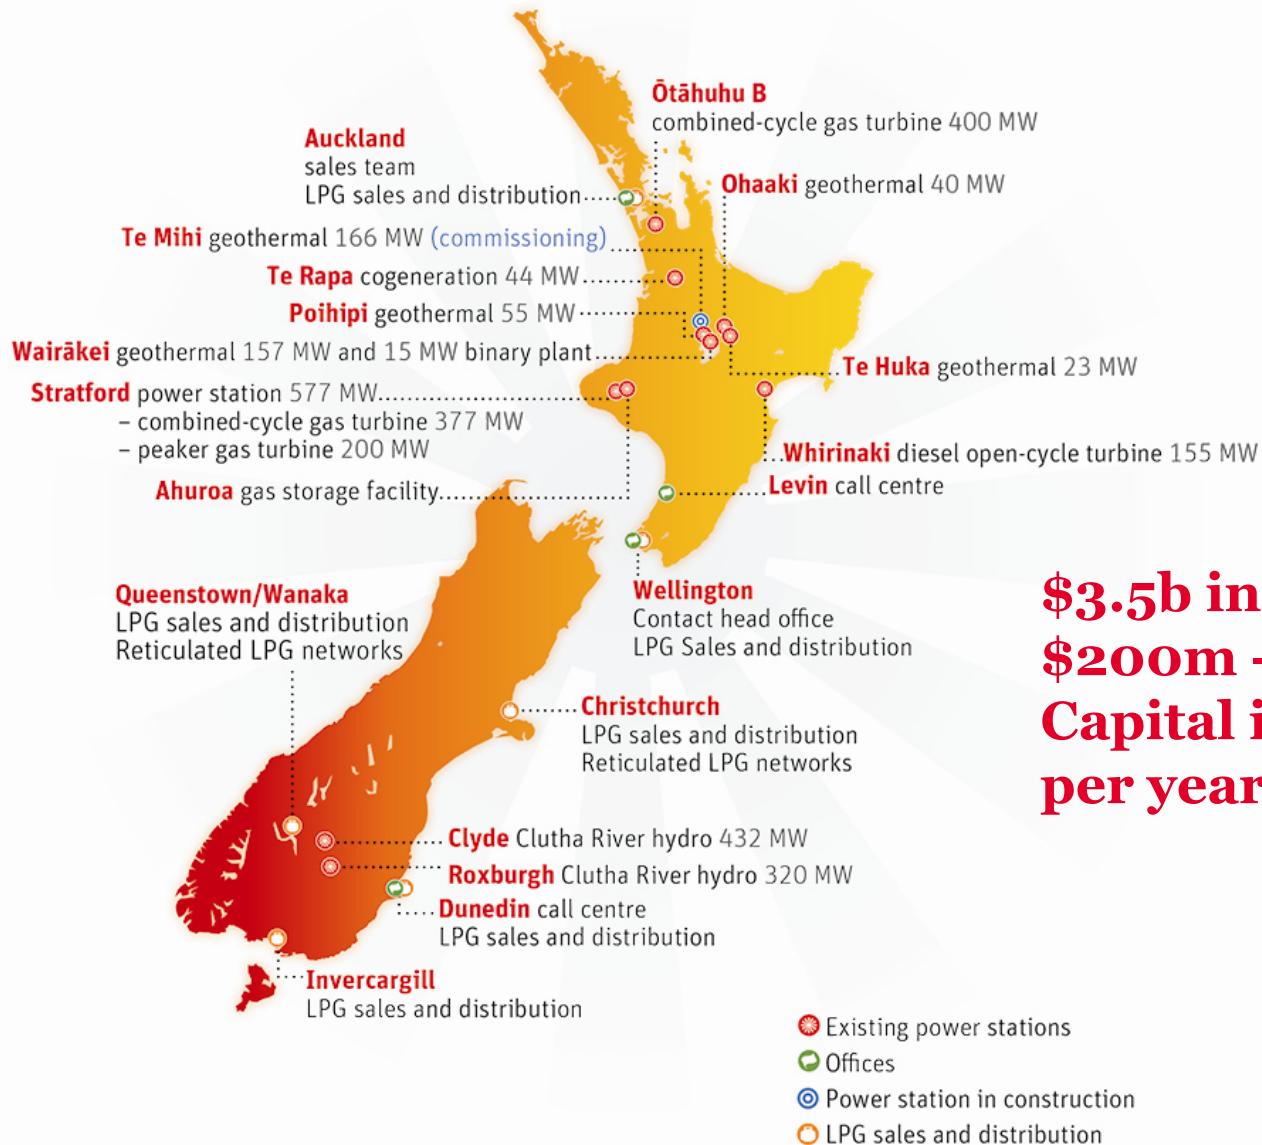 Ōtāhuhu B
combined-cycle gas turbine 400 MW
Auckland
sales team
LPG sales and distribution
Ohaaki geothermal 40 MW
Te Mihi geothermal 166 MW (commissioning)
Te Rapa cogeneration 44 MW
Poihipi geothermal 55 MW
Wairākei geothermal 157 MW and 15 MW binary plant
Te Huka geothermal 23 MW
Stratford power station 577 MW
– combined-cycle gas turbine 377 MW
– peaker gas turbine 200 MW
Whirinaki diesel open-cycle turbine 155 MW
Levin call centre
Ahuroa gas storage facility
Wellington
Contact head office
LPG Sales and distribution
Queenstown/Wanaka
LPG sales and distribution
Reticulated LPG networks
$3.5b in
$200m -
Capital i
per year
Christchurch
LPG sales and distribution
Reticulated LPG networks
Clyde Clutha River hydro 432 MW
Roxburgh Clutha River hydro 320 MW
Dunedin call centre
LPG sales and distribution
Invercargill
LPG sales and distribution
Existing power stations
Offices
Power station in construction
LPG sales and distribution